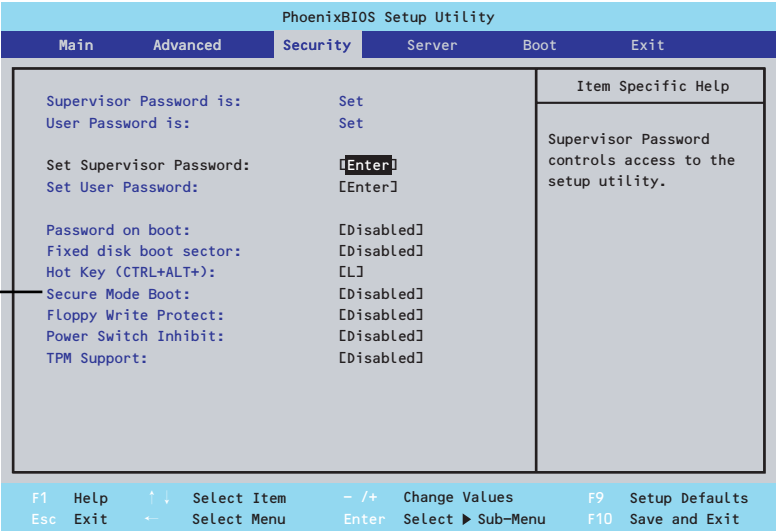 PhoenixBIOS Setup Utility
Main Advanced Security Server Boot Exit
Item Specific Help
Supervisor Password is: Set
User Password is: Set
Set Supervisor Password: [Enter]
Set User Password: [Enter]
Password on boot: [Disabled]
Fixed disk boot sector: [Disabled]
Hot Key (CTRL+ALT+): [L]
Secure Mode Boot: [Disabled]
Floppy Write Protect: [Disabled]
Power Switch Inhibit: [Disabled]
TPM Support: [Disabled]
Supervisor Password
controls access to the
setup utility.
F1 Help ↑↓ Select Item -/+ Change Values F9 Setup Defaults
Esc Exit ← Select Menu Enter Select ▶ Sub-Menu F10 Save and Exit